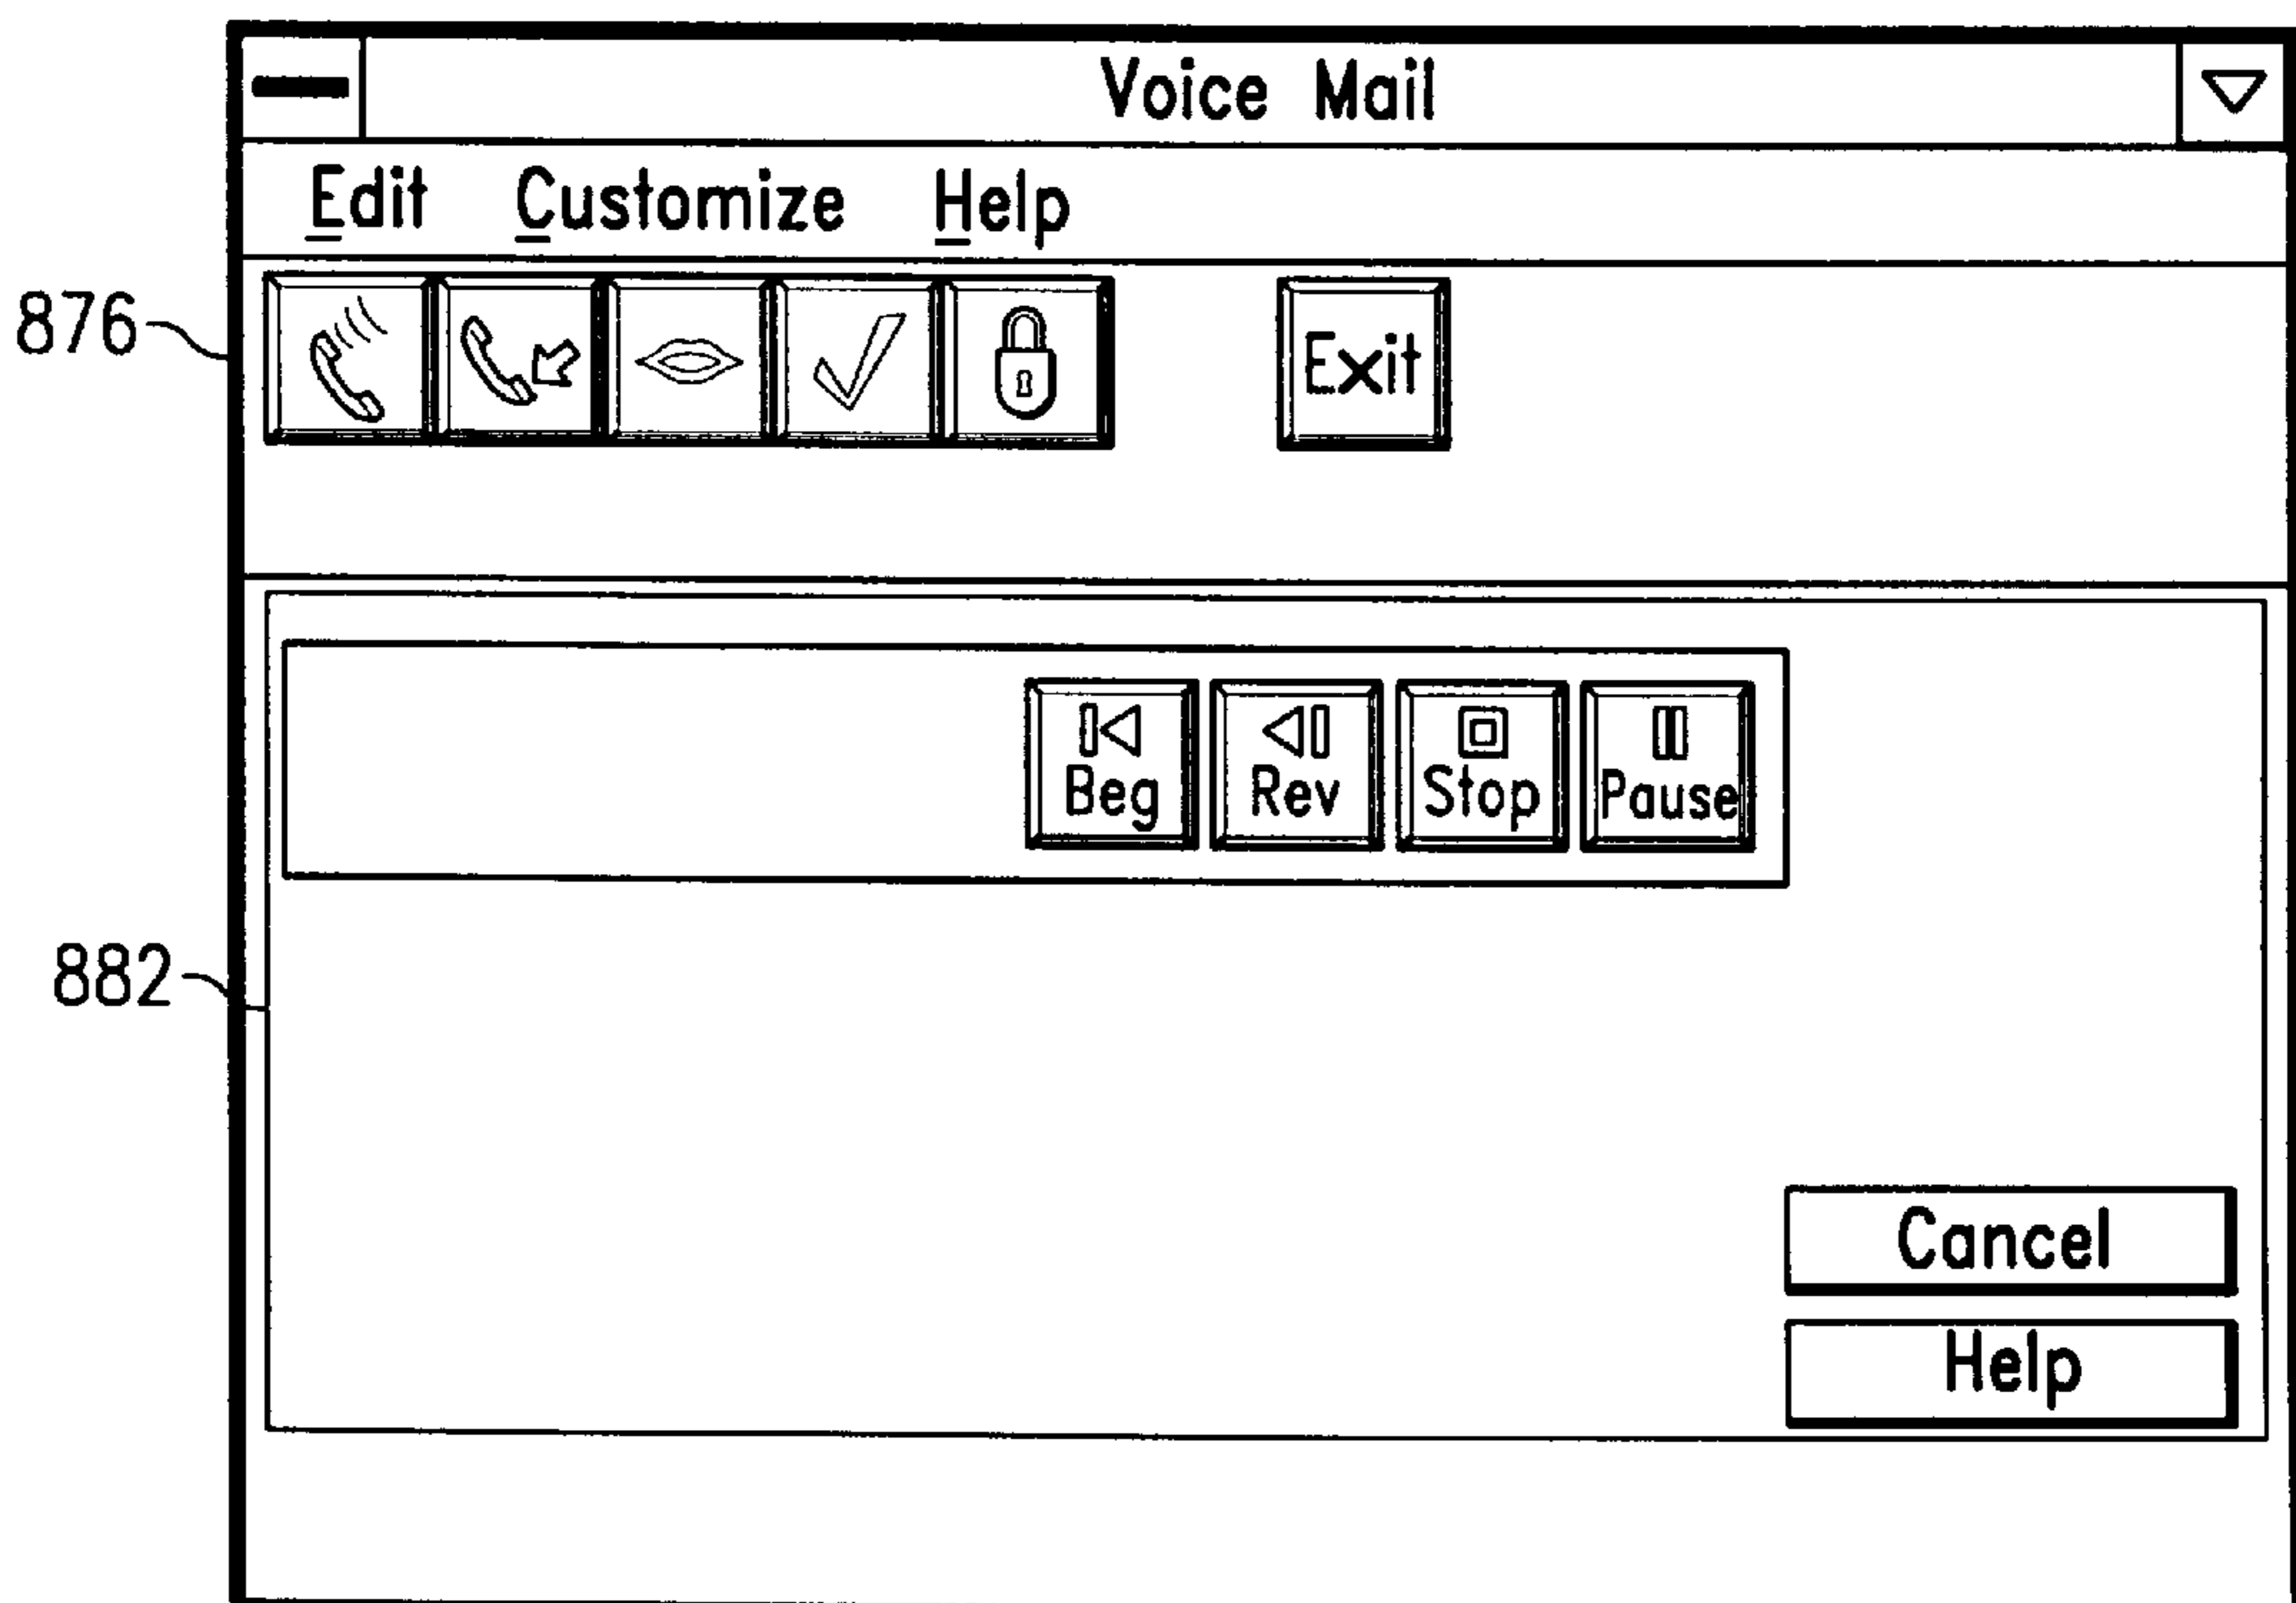 Voice Mail
Edit Customize Help
876
Exit
Beg Rev Stop Pause
882
Cancel
Help